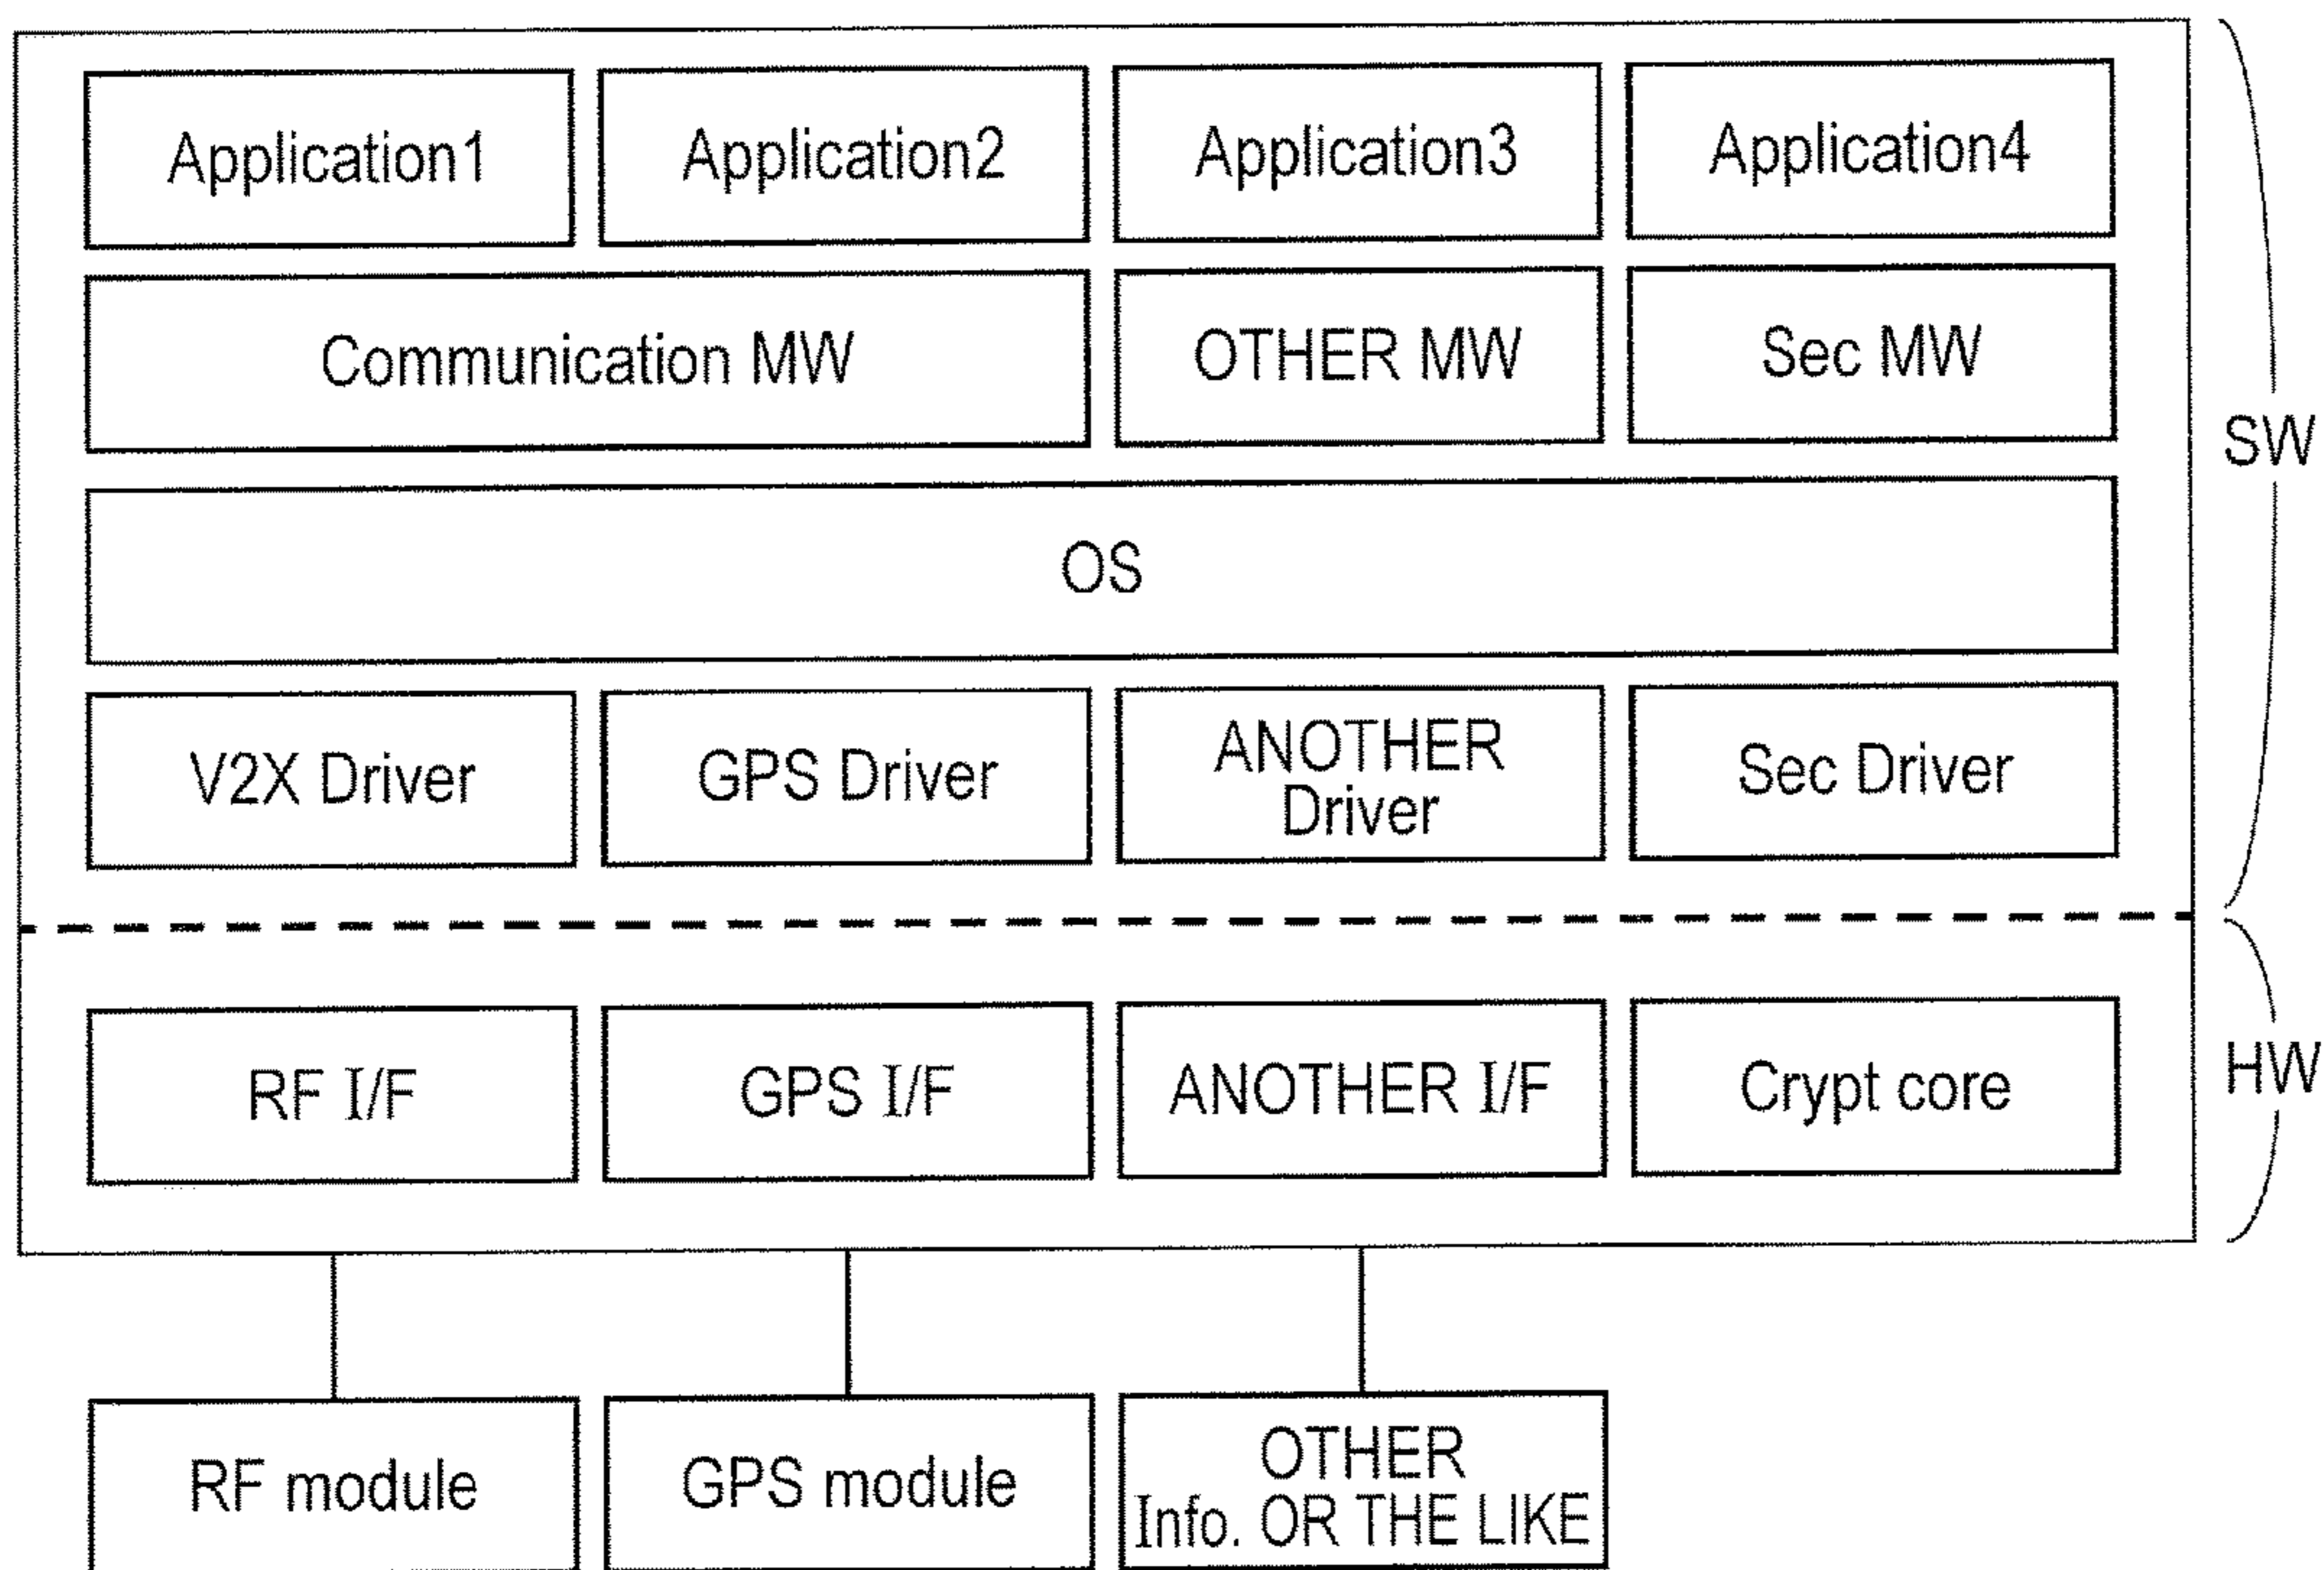 Application1
Application2
Application3
Application4
Communication MW
OTHER MW
Sec MW
SW
OS
V2X Driver
GPS Driver
ANOTHER
Driver
Sec Driver
RF I/F
GPS I/F
ANOTHER I/F
Crypt core
HW
RF module
GPS module
OTHER
Info. OR THE LIKE